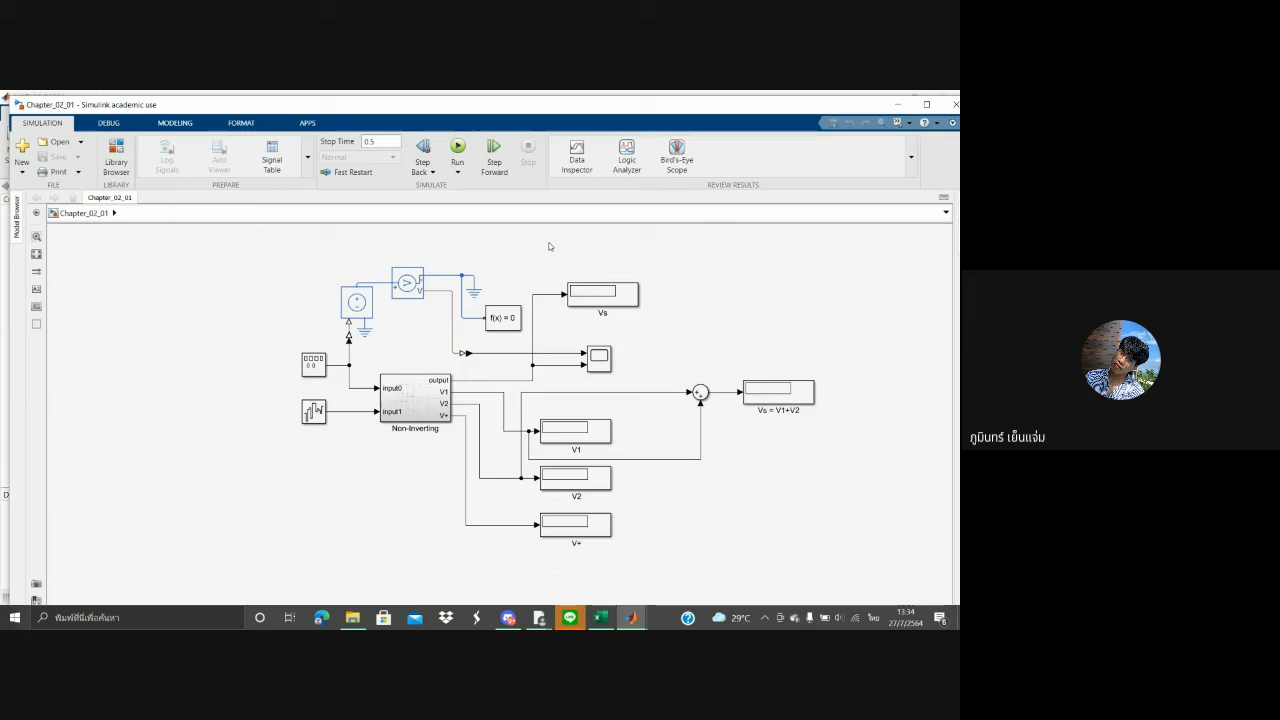 Chapter_02_01 - Simulink academic use
SIMULATION DEBUG MODELING FORMAT APPS
New
Open
Save
Print
FILE
Library Browser
LIBRARY
Log Signals
Add Viewer
Signal Table
PREPARE
Stop Time 0.5
Normal
Fast Restart
Step Back
Run
Step Forward
Stop
SIMULATE
Data Inspector
Logic Analyzer
Bird's-Eye Scope
REVIEW RESULTS
Model Browser
Chapter_02_01
Chapter_02_01
V
f(x) = 0
Vs
input0
input1
output
V1
V2
V+
Non-Inverting
Vs = V1+V2
V1
V2
V+
ภูมินทร์ เย็นแจ่ม
พิมพ์ที่นี่เพื่อค้นหา
29°C
ไทย
13:34
27/7/2564